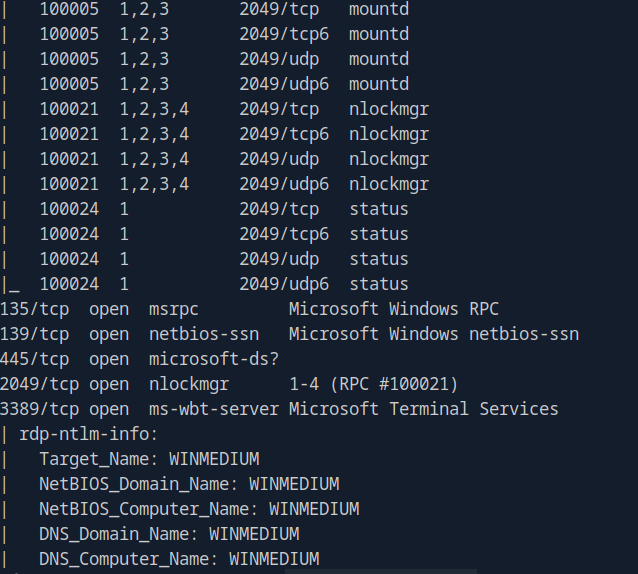 |   100005  1,2,3       2049/tcp   mountd
|   100005  1,2,3       2049/tcp6  mountd
|   100005  1,2,3       2049/udp   mountd
|   100005  1,2,3       2049/udp6  mountd
|   100021  1,2,3,4     2049/tcp   nlockmgr
|   100021  1,2,3,4     2049/tcp6  nlockmgr
|   100021  1,2,3,4     2049/udp   nlockmgr
|   100021  1,2,3,4     2049/udp6  nlockmgr
|   100024  1           2049/tcp   status
|   100024  1           2049/tcp6  status
|   100024  1           2049/udp   status
|_  100024  1           2049/udp6  status
135/tcp  open  msrpc         Microsoft Windows RPC
139/tcp  open  netbios-ssn   Microsoft Windows netbios-ssn
445/tcp  open  microsoft-ds?
2049/tcp open  nlockmgr      1-4 (RPC #100021)
3389/tcp open  ms-wbt-server Microsoft Terminal Services
| rdp-ntlm-info:
|   Target_Name: WINMEDIUM
|   NetBIOS_Domain_Name: WINMEDIUM
|   NetBIOS_Computer_Name: WINMEDIUM
|   DNS_Domain_Name: WINMEDIUM
|   DNS_Computer_Name: WINMEDIUM